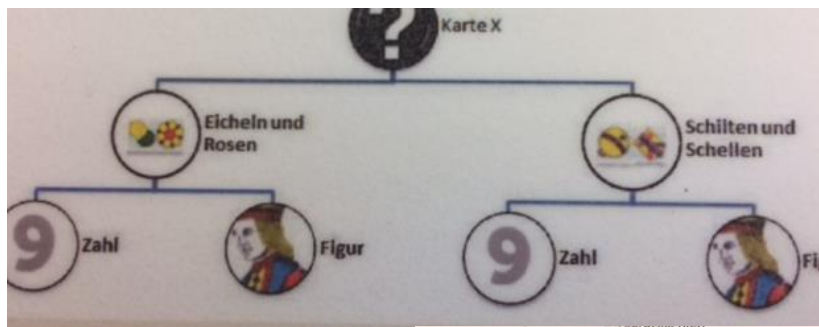 ?
Karte X
Eicheln und
Rosen
Schilten und
Schellen
9 Zahl
Figur
9 Zahl